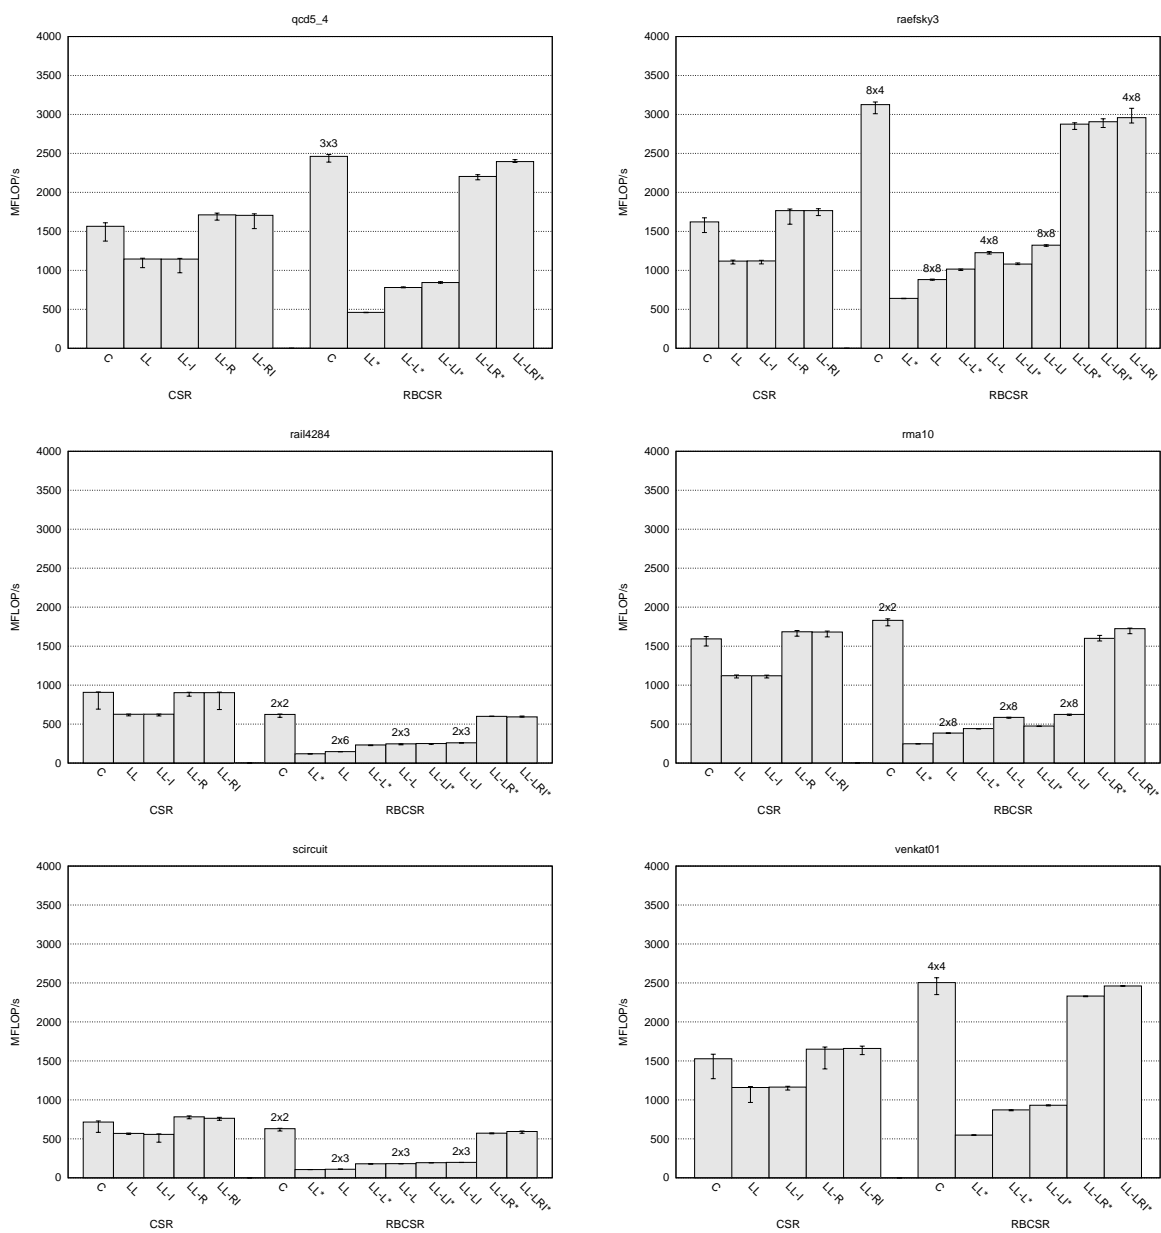 qcd5_4
4000
3500
3000
2500
2000
1500
1000
500
0
MFLOP/s
3x3
C LL LL-I LL-R LL-RI C LL* LL-L* LL-LI* LL-LR* LL-LRI*
CSR RBCSR
raefsky3
4000
3500
3000
2500
2000
1500
1000
500
0
MFLOP/s
8x4 8x8 4x8 8x8 4x8
C LL LL-I LL-R LL-RI C LL* LL LL-L* LL-L LL-LI* LL-LI LL-LR* LL-LRI* LL-LRI
CSR RBCSR
rail4284
4000
3500
3000
2500
2000
1500
1000
500
0
MFLOP/s
2x2 2x6 2x3 2x3
C LL LL-I LL-R LL-RI C LL* LL LL-L* LL-L LL-LI* LL-LI LL-LR* LL-LRI*
CSR RBCSR
rma10
4000
3500
3000
2500
2000
1500
1000
500
0
MFLOP/s
2x2 2x8 2x8 2x8
C LL LL-I LL-R LL-RI C LL* LL LL-L* LL-L LL-LI* LL-LI LL-LR* LL-LRI*
CSR RBCSR
scircuit
4000
3500
3000
2500
2000
1500
1000
500
0
MFLOP/s
2x2 2x3 2x3 2x3
C LL LL-I LL-R LL-RI C LL* LL LL-L* LL-L LL-LI* LL-LI LL-LR* LL-LRI*
CSR RBCSR
venkat01
4000
3500
3000
2500
2000
1500
1000
500
0
MFLOP/s
4x4
C LL LL-I LL-R LL-RI C LL* LL-L* LL-LI* LL-LR* LL-LRI*
CSR RBCSR